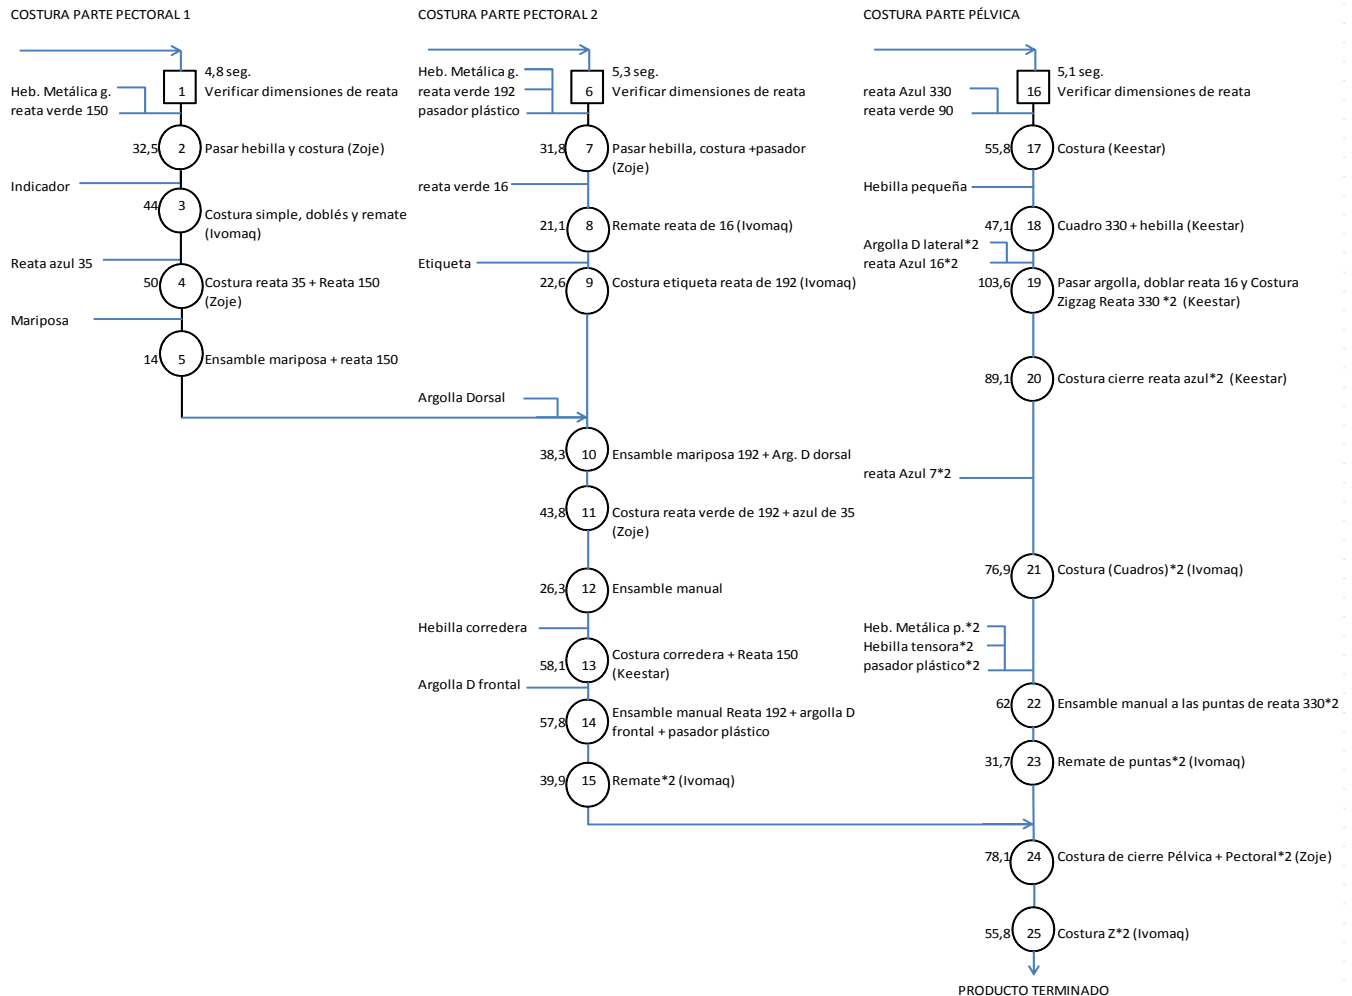 COSTURA PARTE PECTORAL 1
4,8 seg.
1
Verificar dimensiones de reata
Heb. Metálica g.
reata verde 150
32,5
2
Pasar hebilla y costura (Zoje)
Indicador
44
3
Costura simple, doblés y remate
(Ivomaq)
Reata azul 35
50
4
Costura reata 35 + Reata 150
(Zoje)
Mariposa
14
5
Ensamble mariposa + reata 150
COSTURA PARTE PECTORAL 2
5,3 seg.
6
Verificar dimensiones de reata
Heb. Metálica g.
reata verde 192
pasador plástico
31,8
7
Pasar hebilla, costura +pasador
(Zoje)
reata verde 16
21,1
8
Remate reata de 16 (Ivomaq)
Etiqueta
22,6
9
Costura etiqueta reata de 192 (Ivomaq)
Argolla Dorsal
38,3
10
Ensamble mariposa 192 + Arg. D dorsal
43,8
11
Costura reata verde de 192 + azul de 35
(Zoje)
26,3
12
Ensamble manual
Hebilla corredera
58,1
13
Costura corredera + Reata 150
(Keestar)
Argolla D frontal
57,8
14
Ensamble manual Reata 192 + argolla D
frontal + pasador plástico
39,9
15
Remate*2 (Ivomaq)
COSTURA PARTE PÉLVICA
5,1 seg.
16
Verificar dimensiones de reata
reata Azul 330
reata verde 90
55,8
17
Costura (Keestar)
Hebilla pequeña
47,1
18
Cuadro 330 + hebilla (Keestar)
Argolla D lateral*2
reata Azul 16*2
103,6
19
Pasar argolla, doblar reata 16 y Costura
Zigzag Reata 330 *2 (Keestar)
89,1
20
Costura cierre reata azul*2 (Keestar)
reata Azul 7*2
76,9
21
Costura (Cuadros)*2 (Ivomaq)
Heb. Metálica p.*2
Hebilla tensora*2
pasador plástico*2
62
22
Ensamble manual a las puntas de reata 330*2
31,7
23
Remate de puntas*2 (Ivomaq)
78,1
24
Costura de cierre Pélvica + Pectoral*2 (Zoje)
55,8
25
Costura Z*2 (Ivomaq)
PRODUCTO TERMINADO